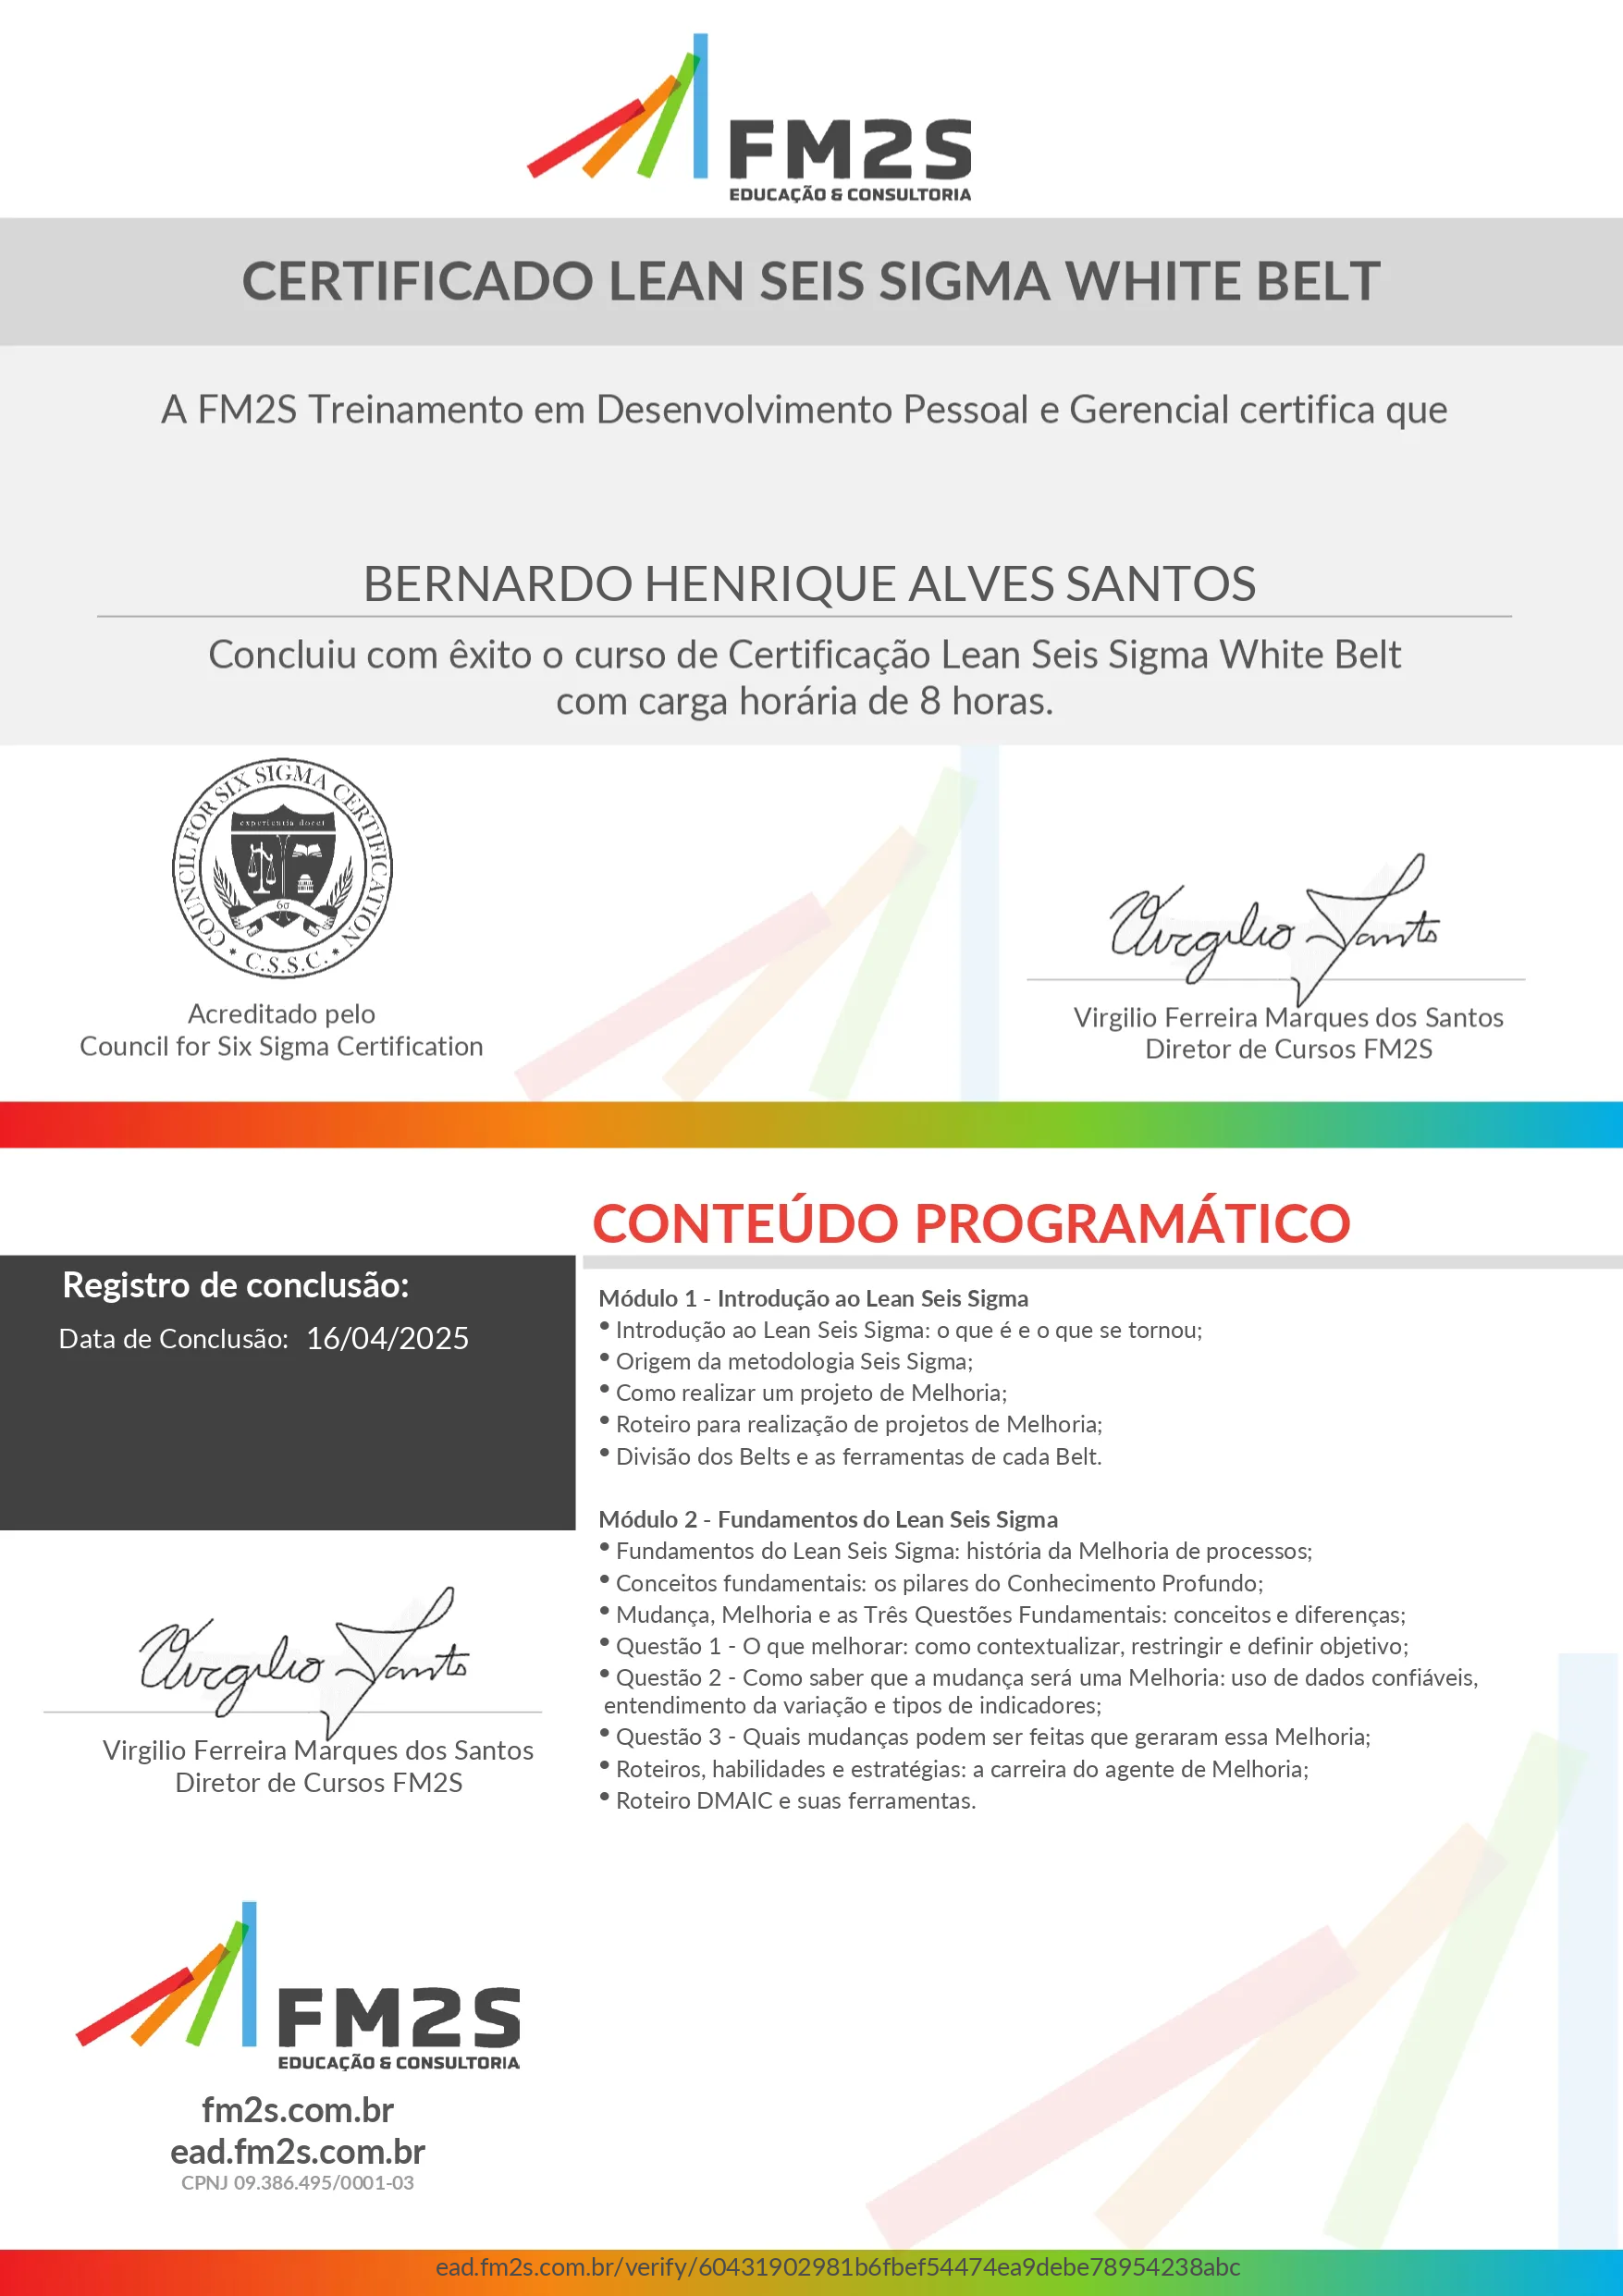 FM2S
EDUCAÇÃO & CONSULTORIA
CERTIFICADO LEAN SEIS SIGMA WHITE BELT
A FM2S Treinamento em Desenvolvimento Pessoal e Gerencial certifica que
BERNARDO HENRIQUE ALVES SANTOS
Concluiu com êxito o curso de Certificação Lean Seis Sigma White Belt
com carga horária de 8 horas.
COUNCIL FOR SIX SIGMA CERTIFICATION
experientia docet
6σ
C.S.S.C.
Acreditado pelo
Council for Six Sigma Certification
Virgilio Santos
Virgilio Ferreira Marques dos Santos
Diretor de Cursos FM2S
CONTEÚDO PROGRAMÁTICO
Registro de conclusão:
Data de Conclusão: 16/04/2025
Módulo 1 - Introdução ao Lean Seis Sigma
• Introdução ao Lean Seis Sigma: o que é e o que se tornou;
• Origem da metodologia Seis Sigma;
• Como realizar um projeto de Melhoria;
• Roteiro para realização de projetos de Melhoria;
• Divisão dos Belts e as ferramentas de cada Belt.
Módulo 2 - Fundamentos do Lean Seis Sigma
• Fundamentos do Lean Seis Sigma: história da Melhoria de processos;
• Conceitos fundamentais: os pilares do Conhecimento Profundo;
• Mudança, Melhoria e as Três Questões Fundamentais: conceitos e diferenças;
• Questão 1 - O que melhorar: como contextualizar, restringir e definir objetivo;
• Questão 2 - Como saber que a mudança será uma Melhoria: uso de dados confiáveis,
entendimento da variação e tipos de indicadores;
• Questão 3 - Quais mudanças podem ser feitas que geraram essa Melhoria;
• Roteiros, habilidades e estratégias: a carreira do agente de Melhoria;
• Roteiro DMAIC e suas ferramentas.
Virgilio Santos
Virgilio Ferreira Marques dos Santos
Diretor de Cursos FM2S
FM2S
EDUCAÇÃO & CONSULTORIA
fm2s.com.br
ead.fm2s.com.br
CPNJ 09.386.495/0001-03
ead.fm2s.com.br/verify/60431902981b6fbef54474ea9debe78954238abc